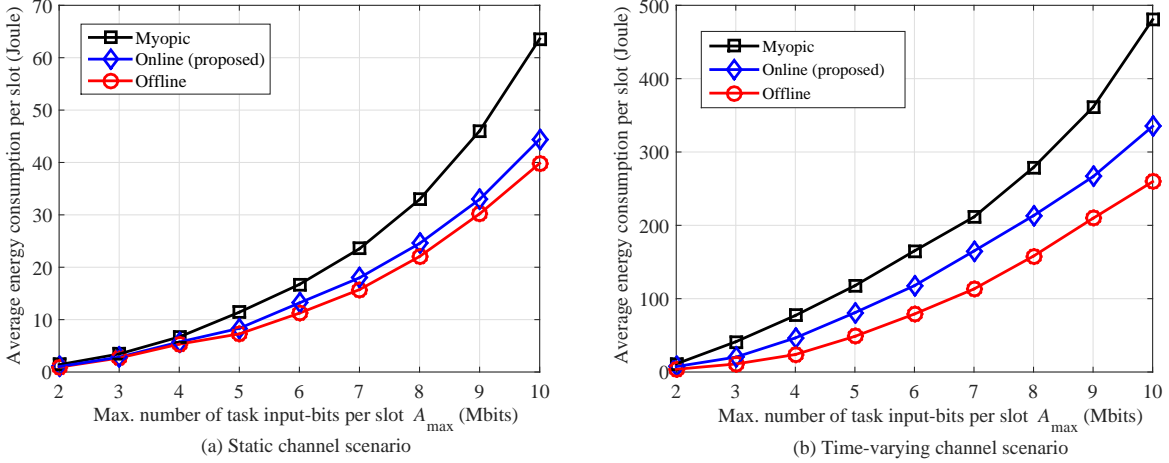 Average energy consumption per slot (Joule)
70
60
50
40
30
20
10
0
Myopic
Online (proposed)
Offline
2 3 4 5 6 7 8 9 10
Max. number of task input-bits per slot A_max (Mbits)
(a) Static channel scenario
Average energy consumption per slot (Joule)
500
400
300
200
100
0
Myopic
Online (proposed)
Offline
2 3 4 5 6 7 8 9 10
Max. number of task input-bits per slot A_max (Mbits)
(b) Time-varying channel scenario